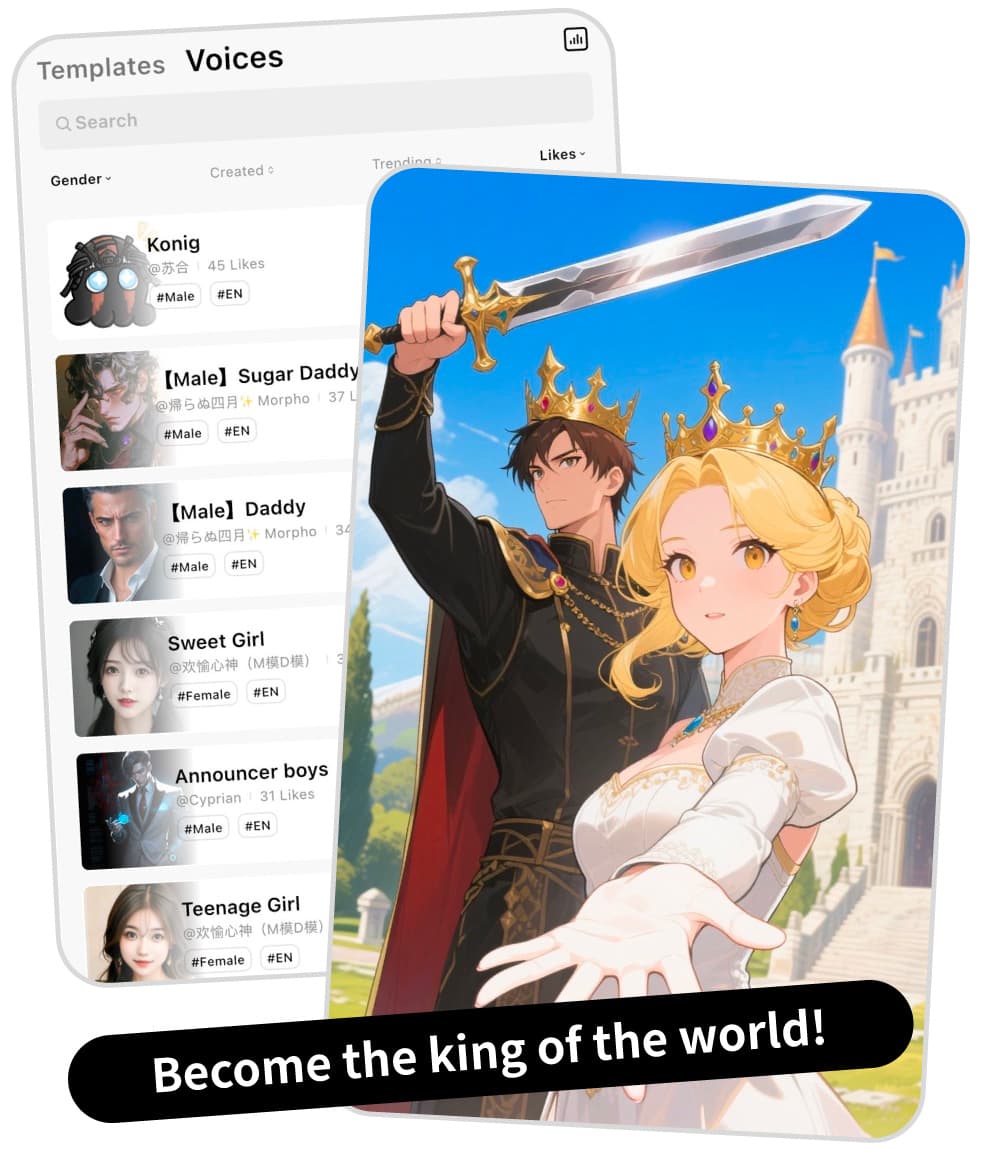 Templates Voices
Search
Gender Created Trending Likes
Konig
@苏合 45 Likes
#Male #EN
【Male】Sugar Daddy
@帰らぬ四月✨ Morpho 37 L
#Male #EN
【Male】Daddy
@帰らぬ四月✨ Morpho 34
#Male #EN
Sweet Girl
@欢愉心神（M模D模） 3
#Female #EN
Announcer boys
@Cyprian 31 Likes
#Male #EN
Teenage Girl
@欢愉心神（M模D模）
#Female #EN
Become the king of the world!